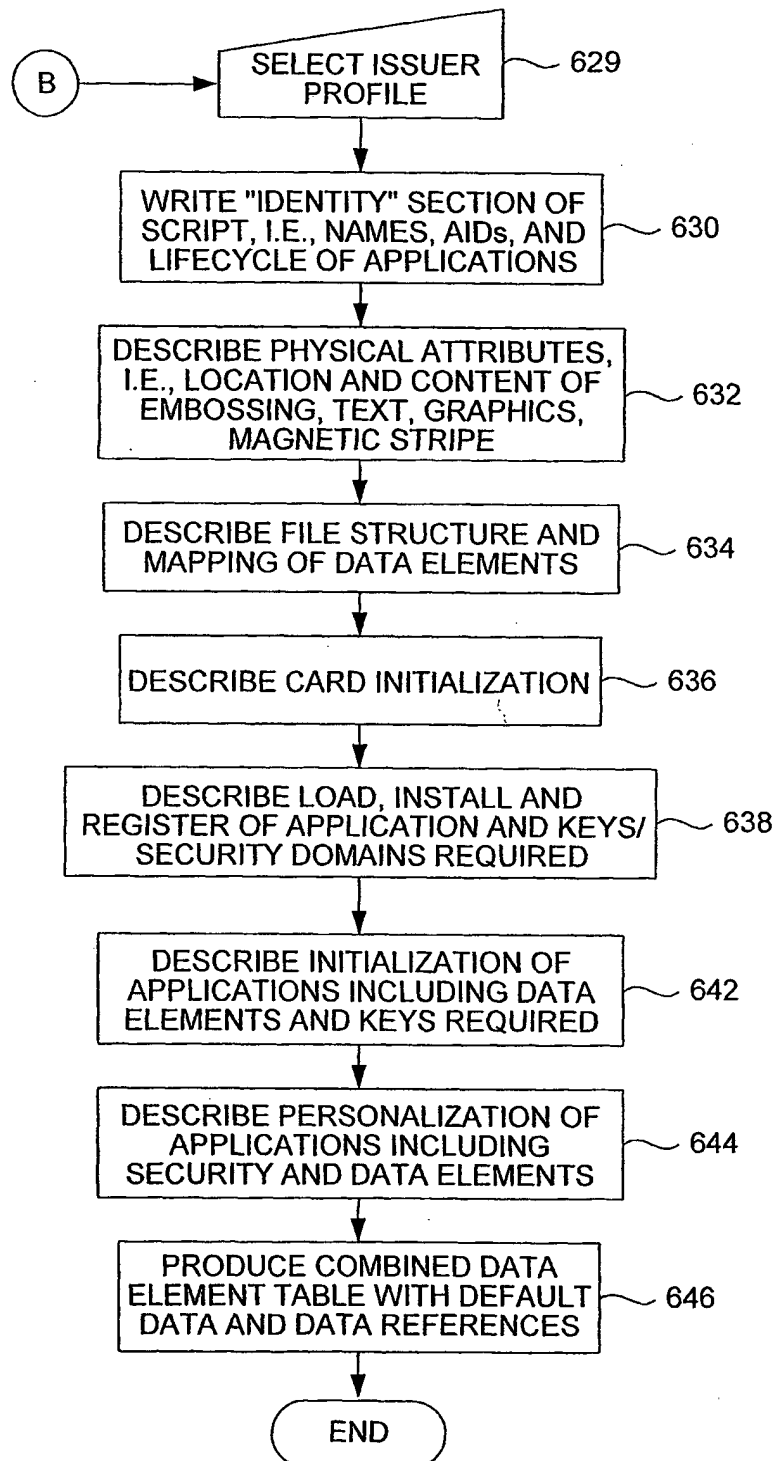 B
SELECT ISSUER
PROFILE
629
WRITE "IDENTITY" SECTION OF
SCRIPT, I.E., NAMES, AIDs, AND
LIFECYCLE OF APPLICATIONS
630
DESCRIBE PHYSICAL ATTRIBUTES,
I.E., LOCATION AND CONTENT OF
EMBOSSING, TEXT, GRAPHICS,
MAGNETIC STRIPE
632
DESCRIBE FILE STRUCTURE AND
MAPPING OF DATA ELEMENTS
634
DESCRIBE CARD INITIALIZATION
636
DESCRIBE LOAD, INSTALL AND
REGISTER OF APPLICATION AND KEYS/
SECURITY DOMAINS REQUIRED
638
DESCRIBE INITIALIZATION OF
APPLICATIONS INCLUDING DATA
ELEMENTS AND KEYS REQUIRED
642
DESCRIBE PERSONALIZATION OF
APPLICATIONS INCLUDING
SECURITY AND DATA ELEMENTS
644
PRODUCE COMBINED DATA
ELEMENT TABLE WITH DEFAULT
DATA AND DATA REFERENCES
646
END